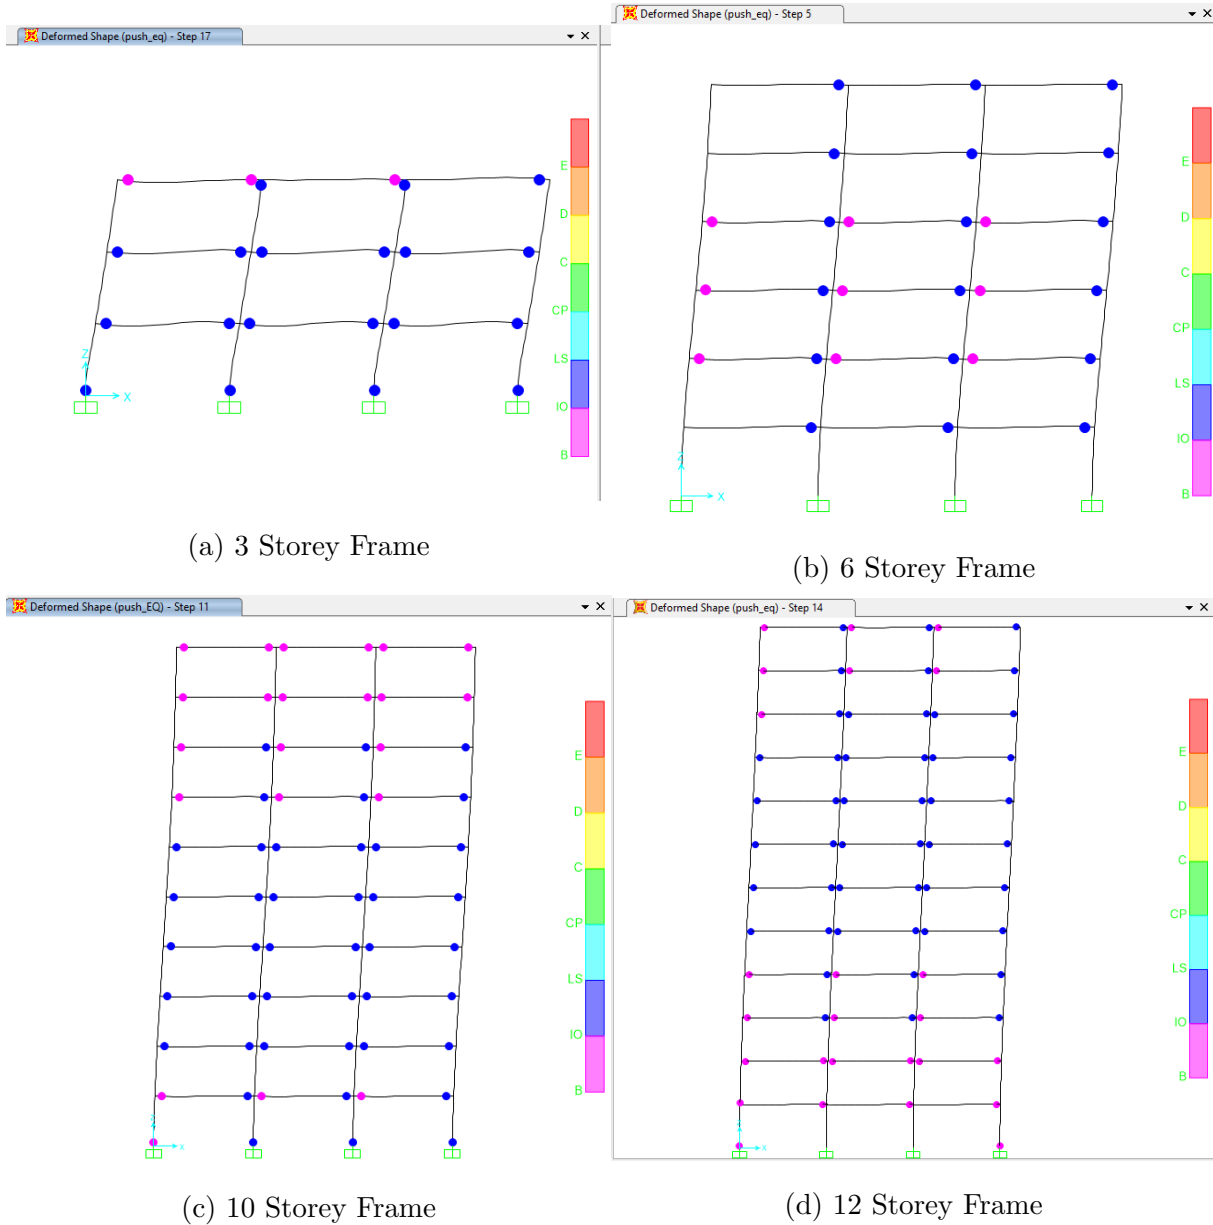 Deformed Shape (push_eq) - Step 17
E
D
C
CP
LS
IO
B
Z
X
(a) 3 Storey Frame
Deformed Shape (push_eq) - Step 5
E
D
C
CP
LS
IO
B
Z
X
(b) 6 Storey Frame
Deformed Shape (push_EQ) - Step 11
E
D
C
CP
LS
IO
B
Z
X
(c) 10 Storey Frame
Deformed Shape (push_eq) - Step 14
E
D
C
CP
LS
IO
B
Z
X
(d) 12 Storey Frame